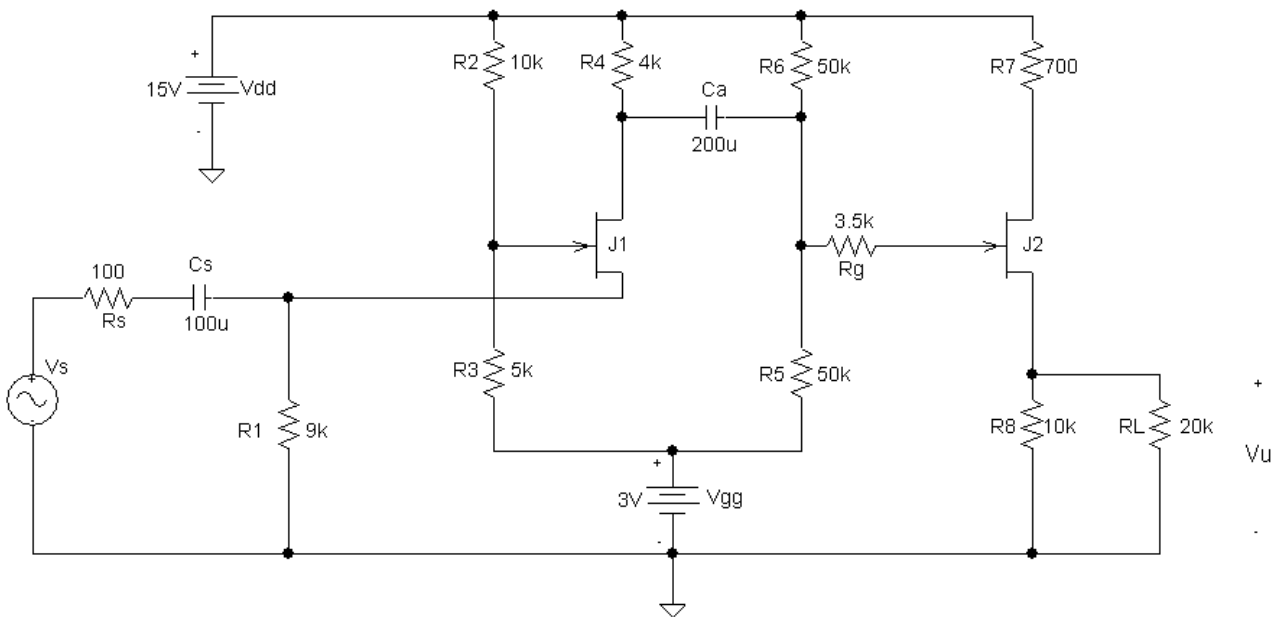 +
15V
Vdd
-
R2
10k
R4
4k
Ca
200u
R6
50k
R7
700
J1
3.5k
Rg
J2
100
Rs
Cs
100u
Vs
+
R1
9k
R3
5k
R5
50k
+
3V
Vgg
-
R8
10k
RL
20k
+
Vu
-